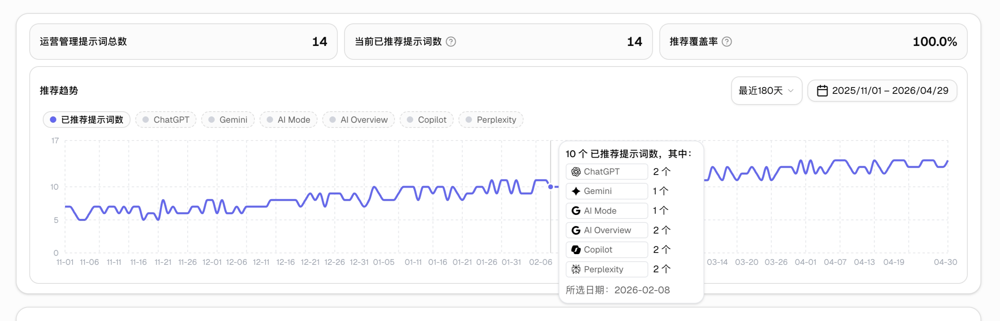 运营管理提示词总数 14
当前已推荐提示词数 14
推荐覆盖率 100.0%
推荐趋势
最近180天
2025/11/01 – 2026/04/29
已推荐提示词数 ChatGPT Gemini AI Mode AI Overview Copilot Perplexity
17
10
5
0
11-01 11-06 11-11 11-16 11-21 11-26 12-01 12-06 12-11 12-16 12-21 12-26 12-31 01-05 01-11 01-16 01-21 01-26 01-31 02-06 03-14 03-20 03-26 04-01 04-07 04-13 04-19 04-30
10 个 已推荐提示词数，其中：
ChatGPT 2 个
Gemini 1 个
AI Mode 1 个
AI Overview 2 个
Copilot 2 个
Perplexity 2 个
所选日期：2026-02-08